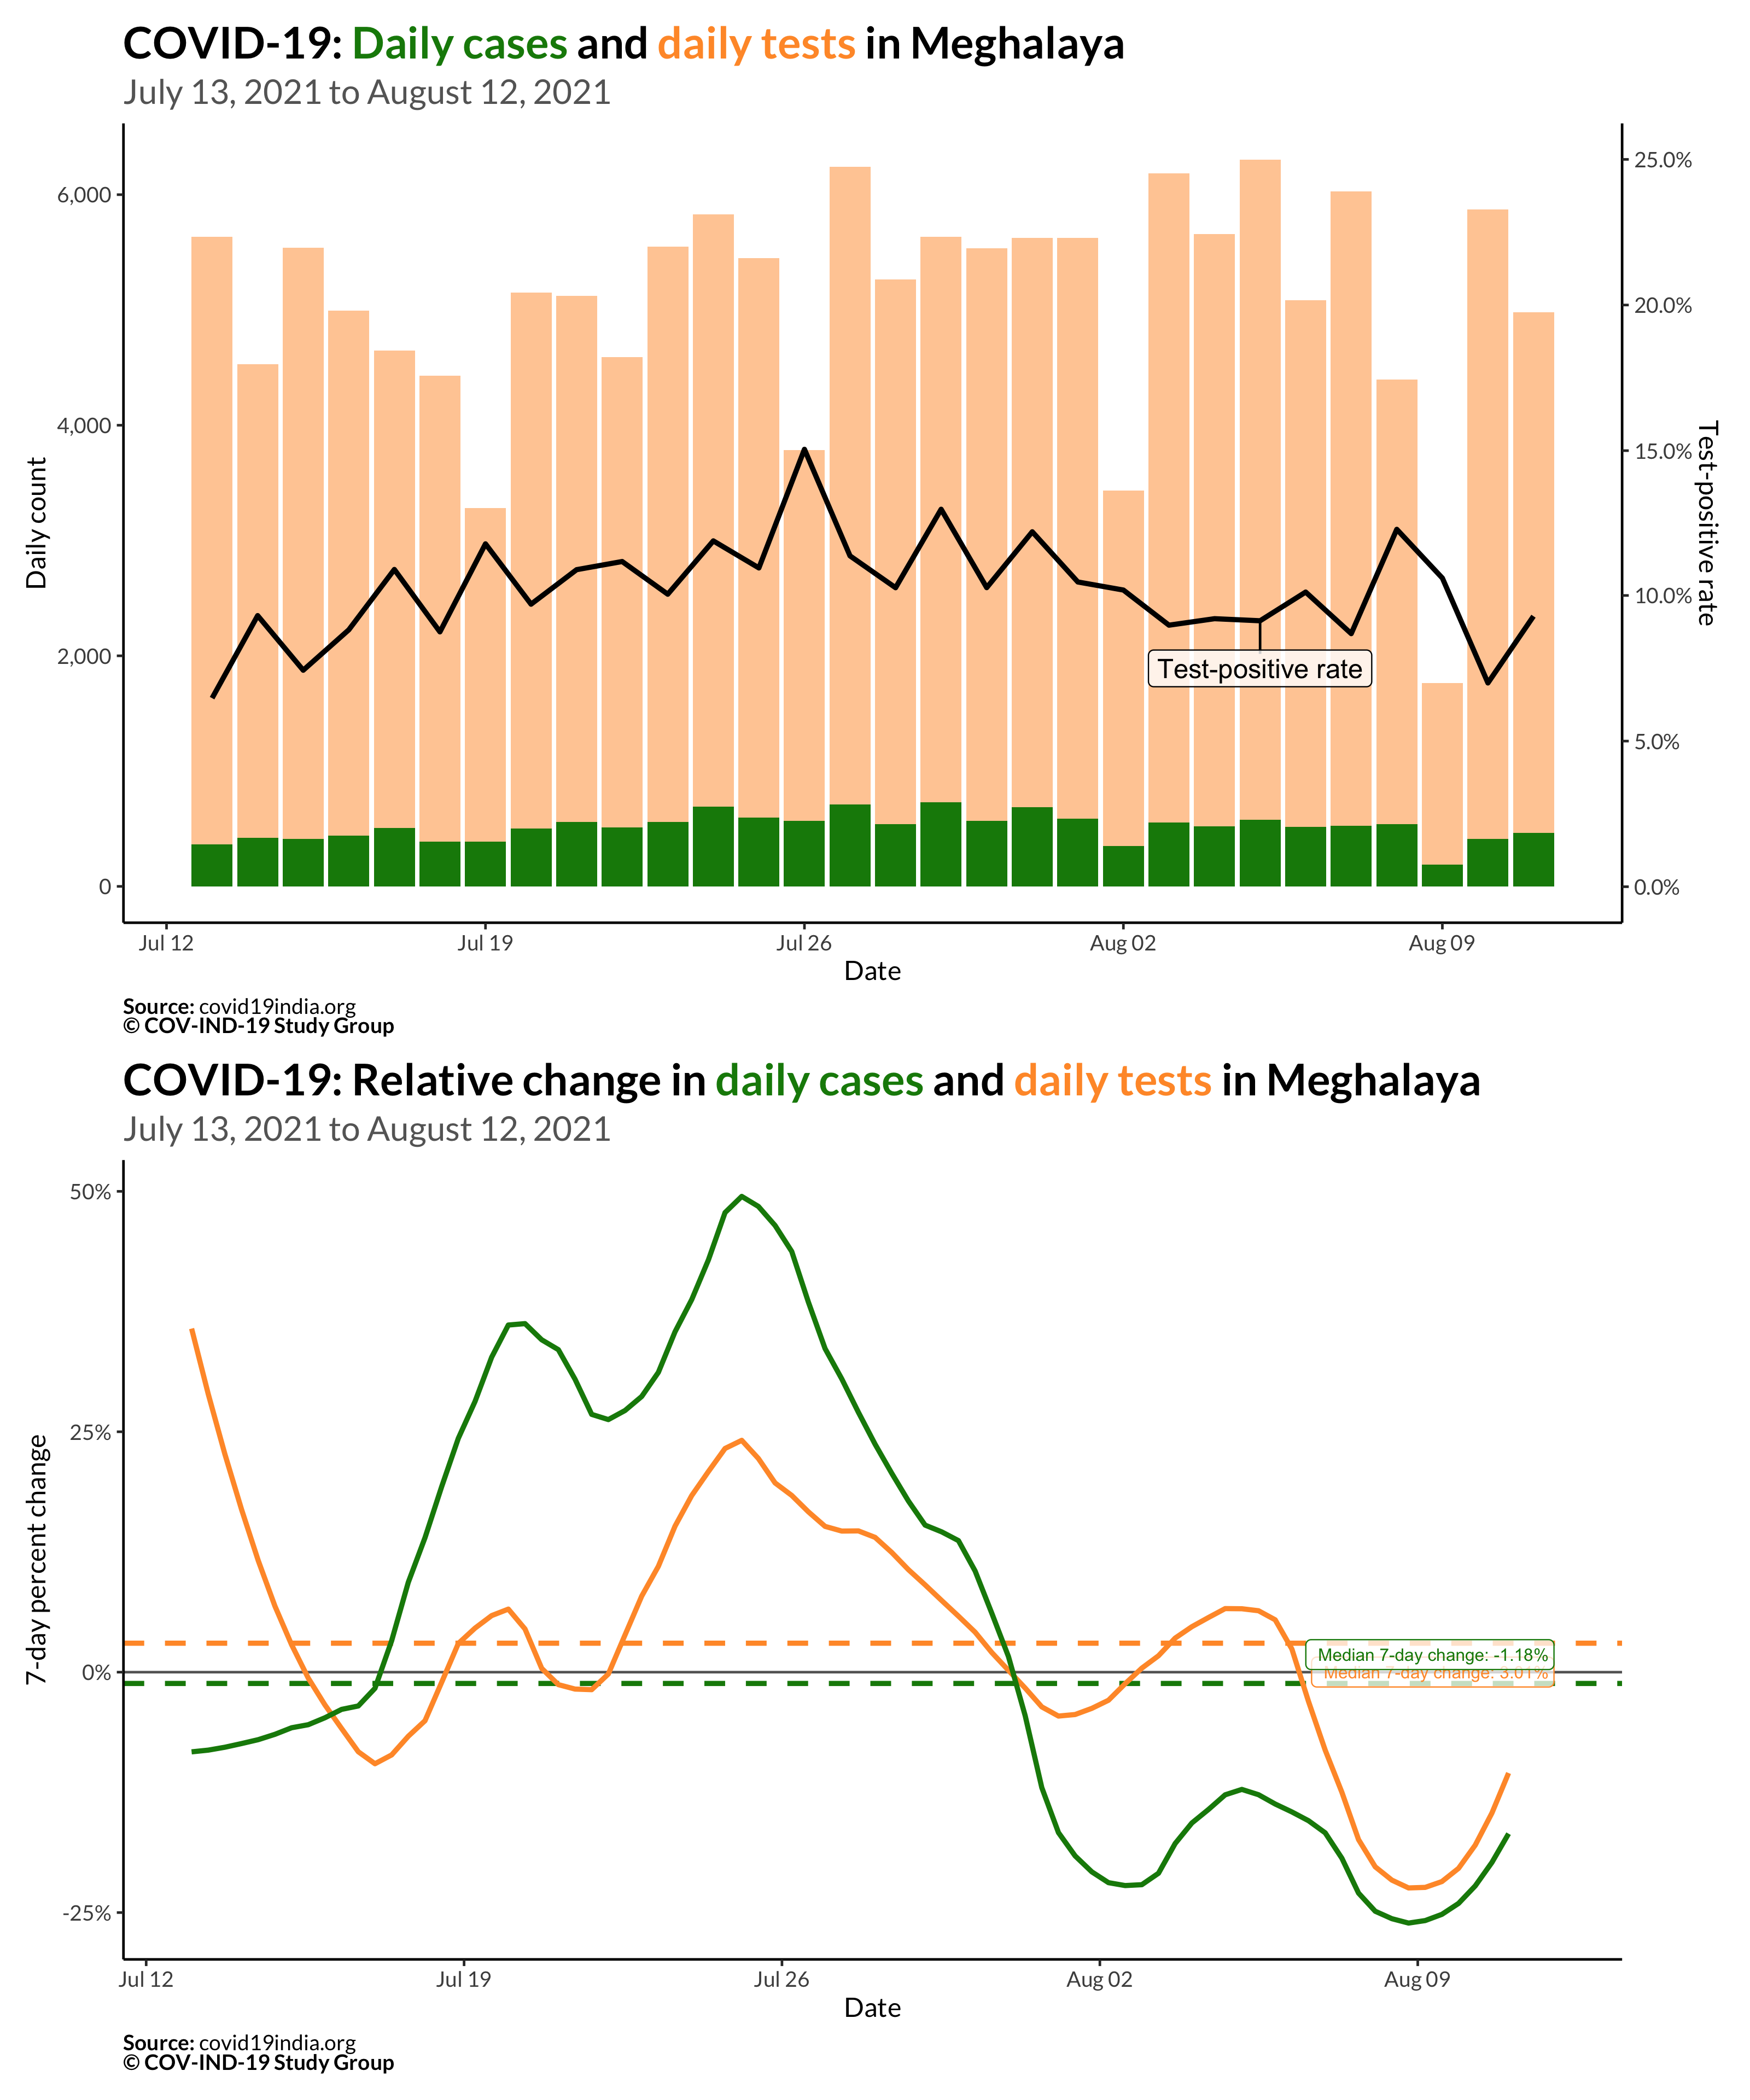 COVID-19: Daily cases and daily tests in Meghalaya
July 13, 2021 to August 12, 2021
6,000
4,000
2,000
0
Daily count
25.0%
20.0%
15.0%
10.0%
5.0%
0.0%
Test-positive rate
Test-positive rate
Jul 12
Jul 19
Jul 26
Aug 02
Aug 09
Date
Source: covid19india.org
© COV-IND-19 Study Group
COVID-19: Relative change in daily cases and daily tests in Meghalaya
July 13, 2021 to August 12, 2021
50%
25%
0%
-25%
7-day percent change
Median 7-day change: -1.18%
Median 7-day change: 3.01%
Jul 12
Jul 19
Jul 26
Aug 02
Aug 09
Date
Source: covid19india.org
© COV-IND-19 Study Group